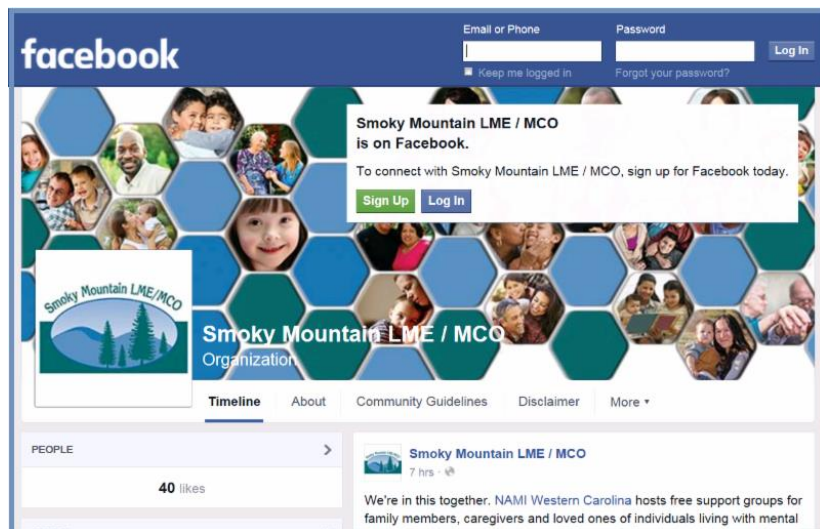 facebook
Email or Phone
Password
Log In
Keep me logged in
Forgot your password?
Smoky Mountain LME / MCO
is on Facebook.
To connect with Smoky Mountain LME / MCO, sign up for Facebook today.
Sign Up
Log In
Smoky Mountain LME/MCO
Smoky Mountain LME / MCO
Organization
Timeline
About
Community Guidelines
Disclaimer
More
PEOPLE
40 likes
Smoky Mountain LME / MCO
7 hrs ·
We're in this together. NAMI Western Carolina hosts free support groups for
family members, caregivers and loved ones of individuals living with mental